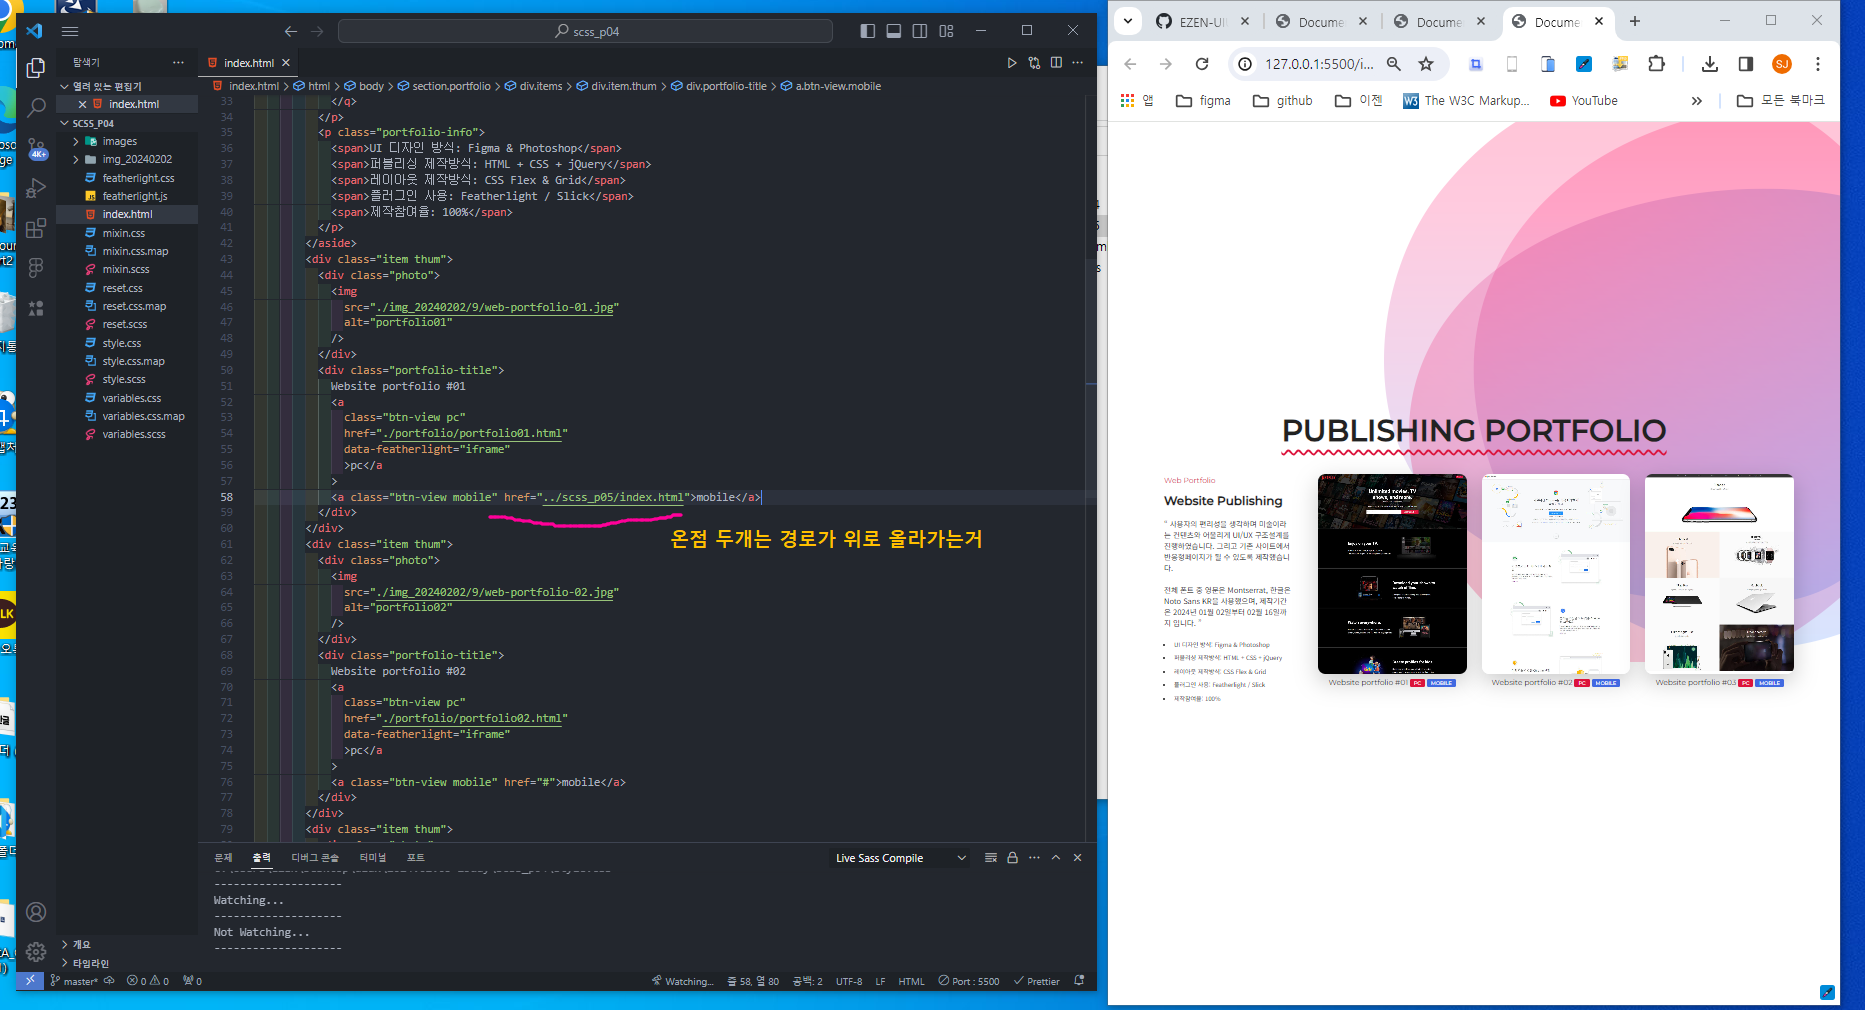 scss_p04
탐색기
index.html
열려 있는 편집기
index.html
SCSS_P04
images
img_20240202
featherlight.css
featherlight.js
index.html
mixin.css
mixin.css.map
mixin.scss
reset.css
reset.css.map
reset.scss
style.css
style.css.map
style.scss
variables.css
variables.css.map
variables.scss
4K+
개요
타임라인
index.html > html > body > section.portfolio > div.items > div.item.thum > div.portfolio-title > a.btn-view.mobile
33 </q>
34 </p>
35 <p class="portfolio-info">
36 <span>UI 디자인 방식: Figma & Photoshop</span>
37 <span>퍼블리싱 제작방식: HTML + CSS + jQuery</span>
38 <span>레이아웃 제작방식: CSS Flex & Grid</span>
39 <span>플러그인 사용: Featherlight / Slick</span>
40 <span>제작참여율: 100%</span>
41 </p>
42 </aside>
43 <div class="item thum">
44 <div class="photo">
45 <img
46 src="./img_20240202/9/web-portfolio-01.jpg"
47 alt="portfolio01"
48 />
49 </div>
50 <div class="portfolio-title">
51 Website portfolio #01
52 <a
53 class="btn-view pc"
54 href="./portfolio/portfolio01.html"
55 data-featherlight="iframe"
56 >pc</a
57 >
58 <a class="btn-view mobile" href="../scss_p05/index.html">mobile</a>
59 </div>
온점 두개는 경로가 위로 올라가는거
60 </div>
61 <div class="item thum">
62 <div class="photo">
63 <img
64 src="./img_20240202/9/web-portfolio-02.jpg"
65 alt="portfolio02"
66 />
67 </div>
68 <div class="portfolio-title">
69 Website portfolio #02
70 <a
71 class="btn-view pc"
72 href="./portfolio/portfolio02.html"
73 data-featherlight="iframe"
74 >pc</a
75 >
76 <a class="btn-view mobile" href="#">mobile</a>
77 </div>
78 </div>
79 <div class="item thum">
문제 출력 디버그 콘솔 터미널 포트
Live Sass Compile
--------------------
Watching...
--------------------
Not Watching...
--------------------
master* 0 0 0 Watching... 줄 58, 열 80 공백: 2 UTF-8 LF HTML Port : 5500 Prettier
EZEN-UI Docume Docume Docume
127.0.0.1:5500/i...
SJ
앱 figma github 이젠 The W3C Markup... YouTube 모든 북마크
PUBLISHING PORTFOLIO
Web Portfolio
Website Publishing
" 사용자의 편리성을 생각하며 미술이라
는 컨텐츠와 어울리게 UI/UX 구조설계를
진행하였습니다. 그리고 기존 사이트에서
반응형페이지가 될 수 있도록 제작했습니
다.
전체 폰트 중 영문은 Montserrat, 한글은
Noto Sans KR을 사용했으며, 제작기간
은 2024년 01월 02일부터 02월 16일까
지 입니다. "
UI 디자인 방식: Figma & Photoshop
퍼블리싱 제작방식: HTML + CSS + jQuery
레이아웃 제작방식: CSS Flex & Grid
플러그인 사용: Featherlight / Slick
제작참여율: 100%
Unlimited movies, TV
shows, and more.
Website portfolio #01 PC MOBILE
Website portfolio #02 PC MOBILE
Website portfolio #03 PC MOBILE